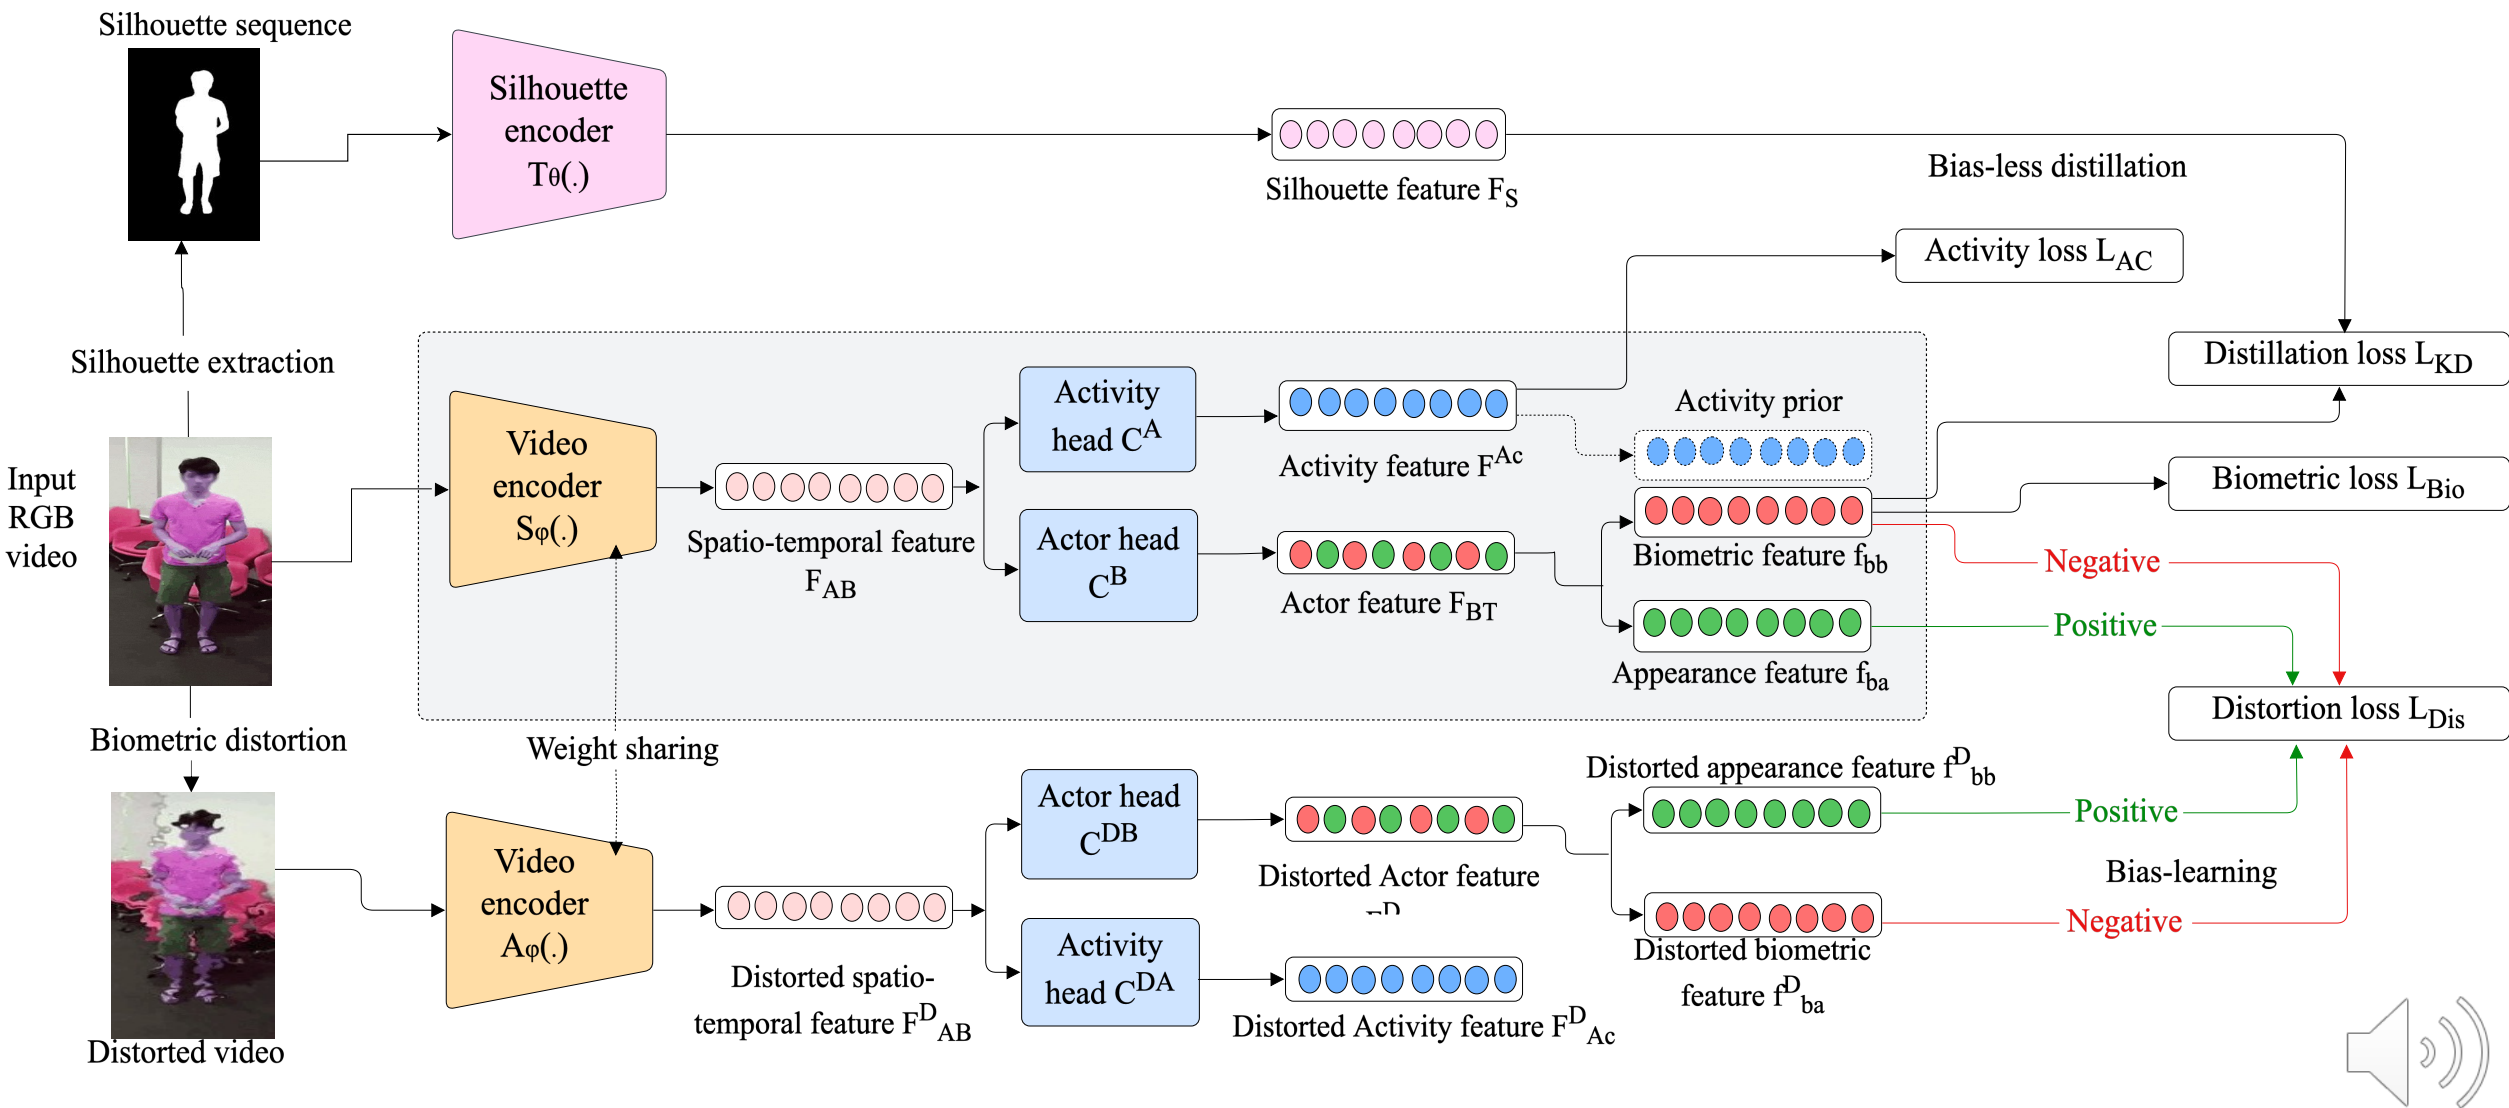 Silhouette sequence
Silhouette
encoder
Tθ(.)
Silhouette feature FS
Bias-less distillation
Activity loss LAC
Silhouette extraction
Distillation loss LKD
Input
RGB
video
Video
encoder
Sφ(.)
Spatio-temporal feature
FAB
Activity
head CA
Activity feature FAc
Activity prior
Actor head
CB
Actor feature FBT
Biometric feature fbb
Appearance feature fba
Biometric loss LBio
Negative
Positive
Distortion loss LDis
Biometric distortion
Weight sharing
Distorted video
Video
encoder
Aφ(.)
Distorted spatio-
temporal feature FDAB
Actor head
CDB
Distorted Actor feature
Activity
head CDA
Distorted Activity feature FDAc
Distorted appearance feature fDbb
Positive
Bias-learning
Negative
Distorted biometric
feature fDba